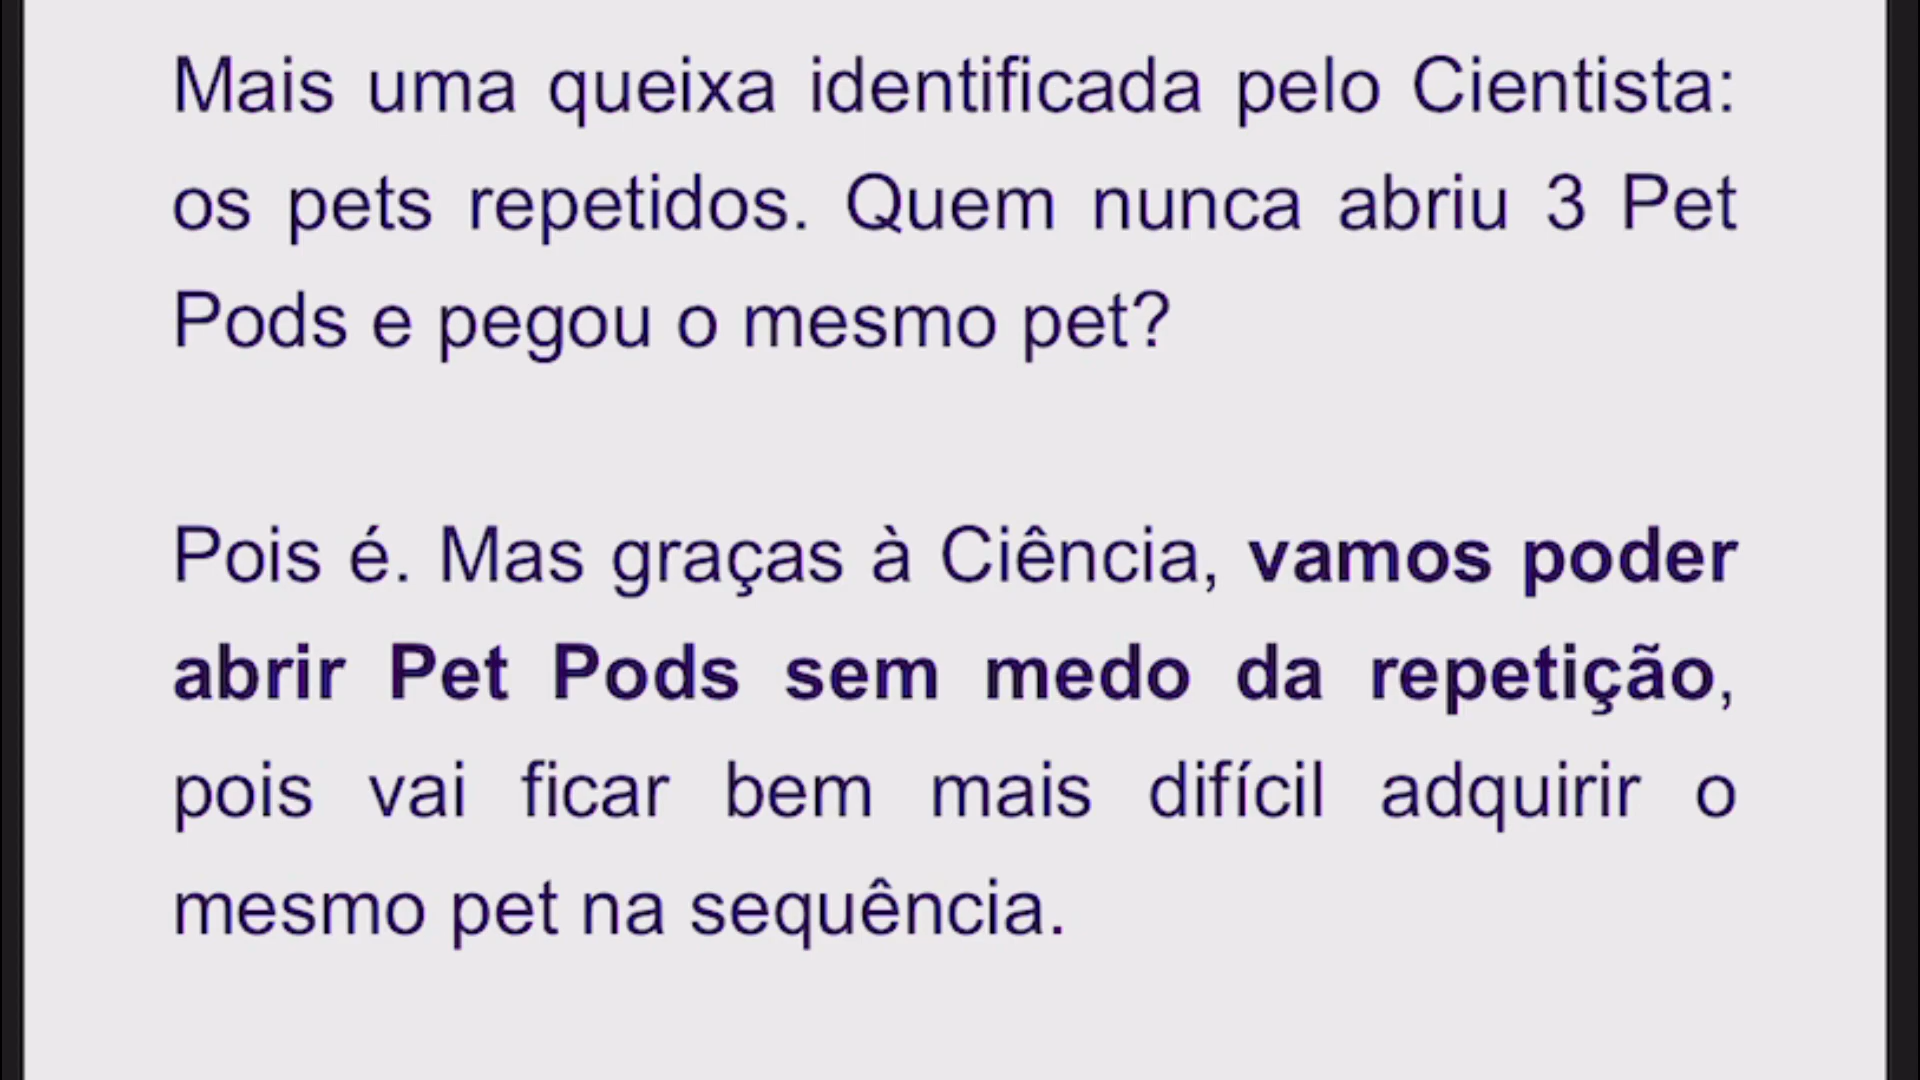 Mais uma queixa identificada pelo Cientista:
os pets repetidos. Quem nunca abriu 3 Pet
Pods e pegou o mesmo pet?
Pois é. Mas graças à Ciência, vamos poder
abrir Pet Pods sem medo da repetição,
pois vai ficar bem mais difícil adquirir o
mesmo pet na sequência.